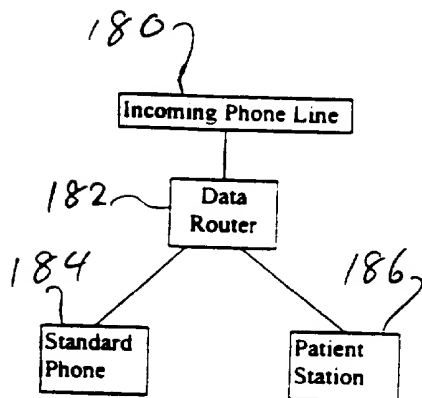 180
Incoming Phone Line
182
Data
Router
184
186
Standard
Phone
Patient
Station